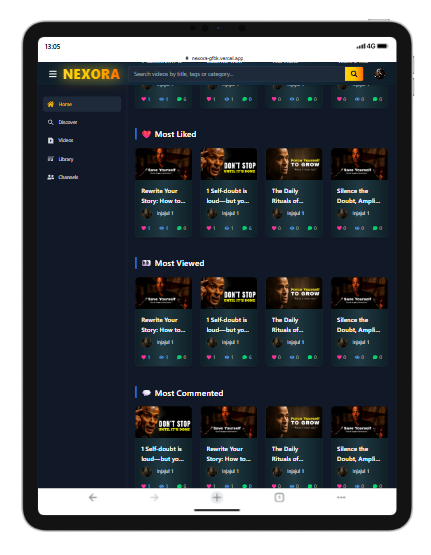 13:05
4G
nexora-gftk.vercel.app
NEXORA
Search videos by title, tags or category...
Home
Discover
Videos
Library
Channels
1 1 0
1 1 6
0 0 0
0 0 0
Most Liked
Save Yourself
DON'T STOP
UNTIL IT'S DONE
Force Yourself
TO GROW
Save Yourself
Rewrite Your
Story: How to...
Injajul 1
1 1 0
1 Self-doubt is
loud—but yo...
Injajul 1
1 1 6
The Daily
Rituals of...
Injajul 1
0 0 0
Silence the
Doubt, Ampli...
Injajul 1
0 0 0
Most Viewed
Save Yourself
DON'T STOP
UNTIL IT'S DONE
Force Yourself
TO GROW
Save Yourself
Rewrite Your
Story: How to...
Injajul 1
1 1 0
1 Self-doubt is
loud—but yo...
Injajul 1
1 1 6
The Daily
Rituals of...
Injajul 1
0 0 0
Silence the
Doubt, Ampli...
Injajul 1
0 0 0
Most Commented
DON'T STOP
UNTIL IT'S DONE
Save Yourself
Force Yourself
TO GROW
Save Yourself
1 Self-doubt is
loud—but yo...
Injajul 1
Rewrite Your
Story: How to...
Injajul 1
The Daily
Rituals of...
Injajul 1
Silence the
Doubt, Ampli...
Injajul 1